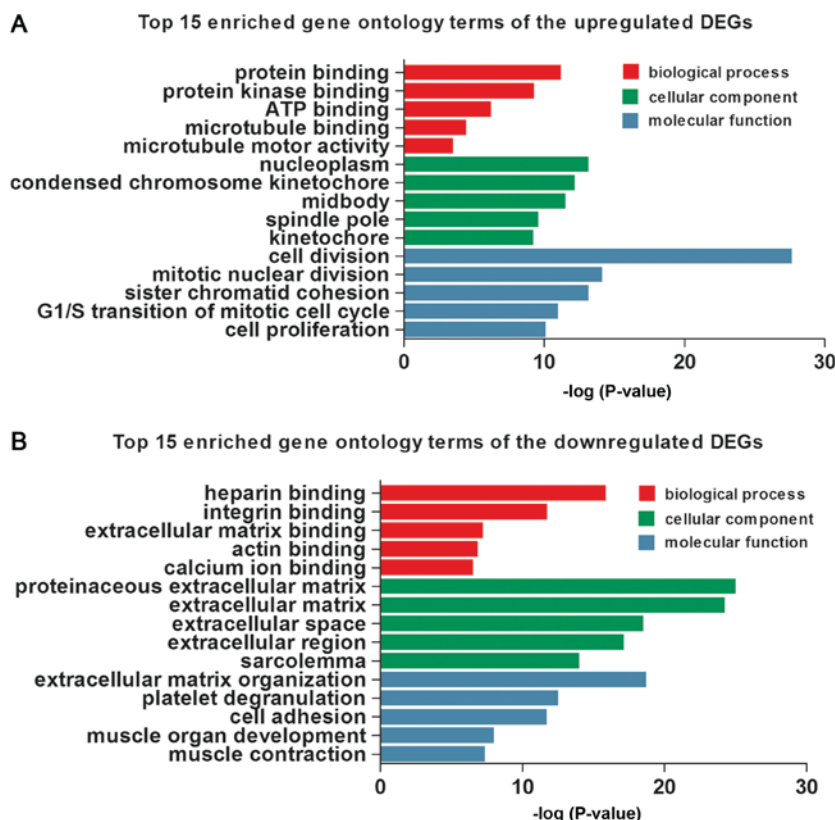 A
Top 15 enriched gene ontology terms of the upregulated DEGs
protein binding
protein kinase binding
ATP binding
microtubule binding
microtubule motor activity
nucleoplasm
condensed chromosome kinetochore
midbody
spindle pole
kinetochore
cell division
mitotic nuclear division
sister chromatid cohesion
G1/S transition of mitotic cell cycle
cell proliferation
biological process
cellular component
molecular function
0 10 20 30
-log (P-value)
B
Top 15 enriched gene ontology terms of the downregulated DEGs
heparin binding
integrin binding
extracellular matrix binding
actin binding
calcium ion binding
proteinaceous extracellular matrix
extracellular matrix
extracellular space
extracellular region
sarcolemma
extracellular matrix organization
platelet degranulation
cell adhesion
muscle organ development
muscle contraction
biological process
cellular component
molecular function
0 10 20 30
-log (P-value)